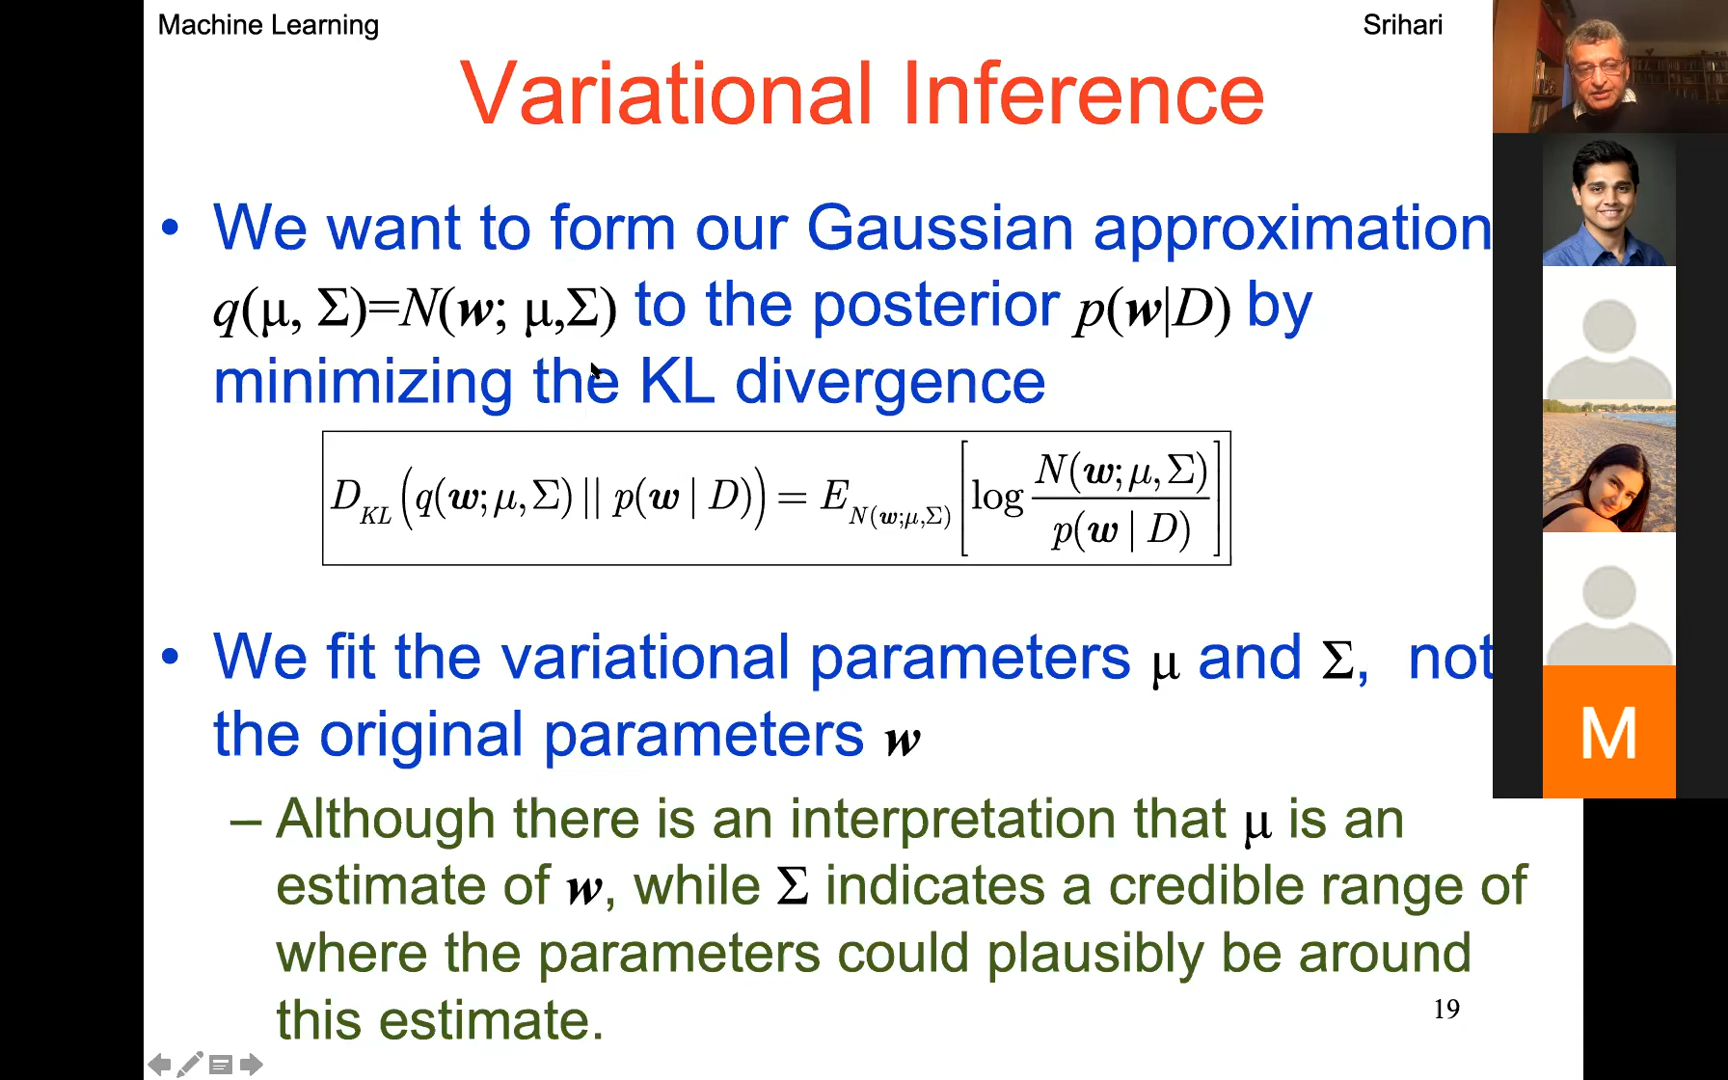 Machine Learning
Srihari
Variational Inference
• We want to form our Gaussian approximation
q(μ, Σ)=N(w; μ,Σ) to the posterior p(w|D) by
minimizing the KL divergence
D_KL (q(w; μ, Σ) || p(w | D)) = E_N(w;μ,Σ) [log N(w; μ, Σ) / p(w | D)]
• We fit the variational parameters μ and Σ, not
the original parameters w
– Although there is an interpretation that μ is an
estimate of w, while Σ indicates a credible range of
where the parameters could plausibly be around
this estimate.
19
M